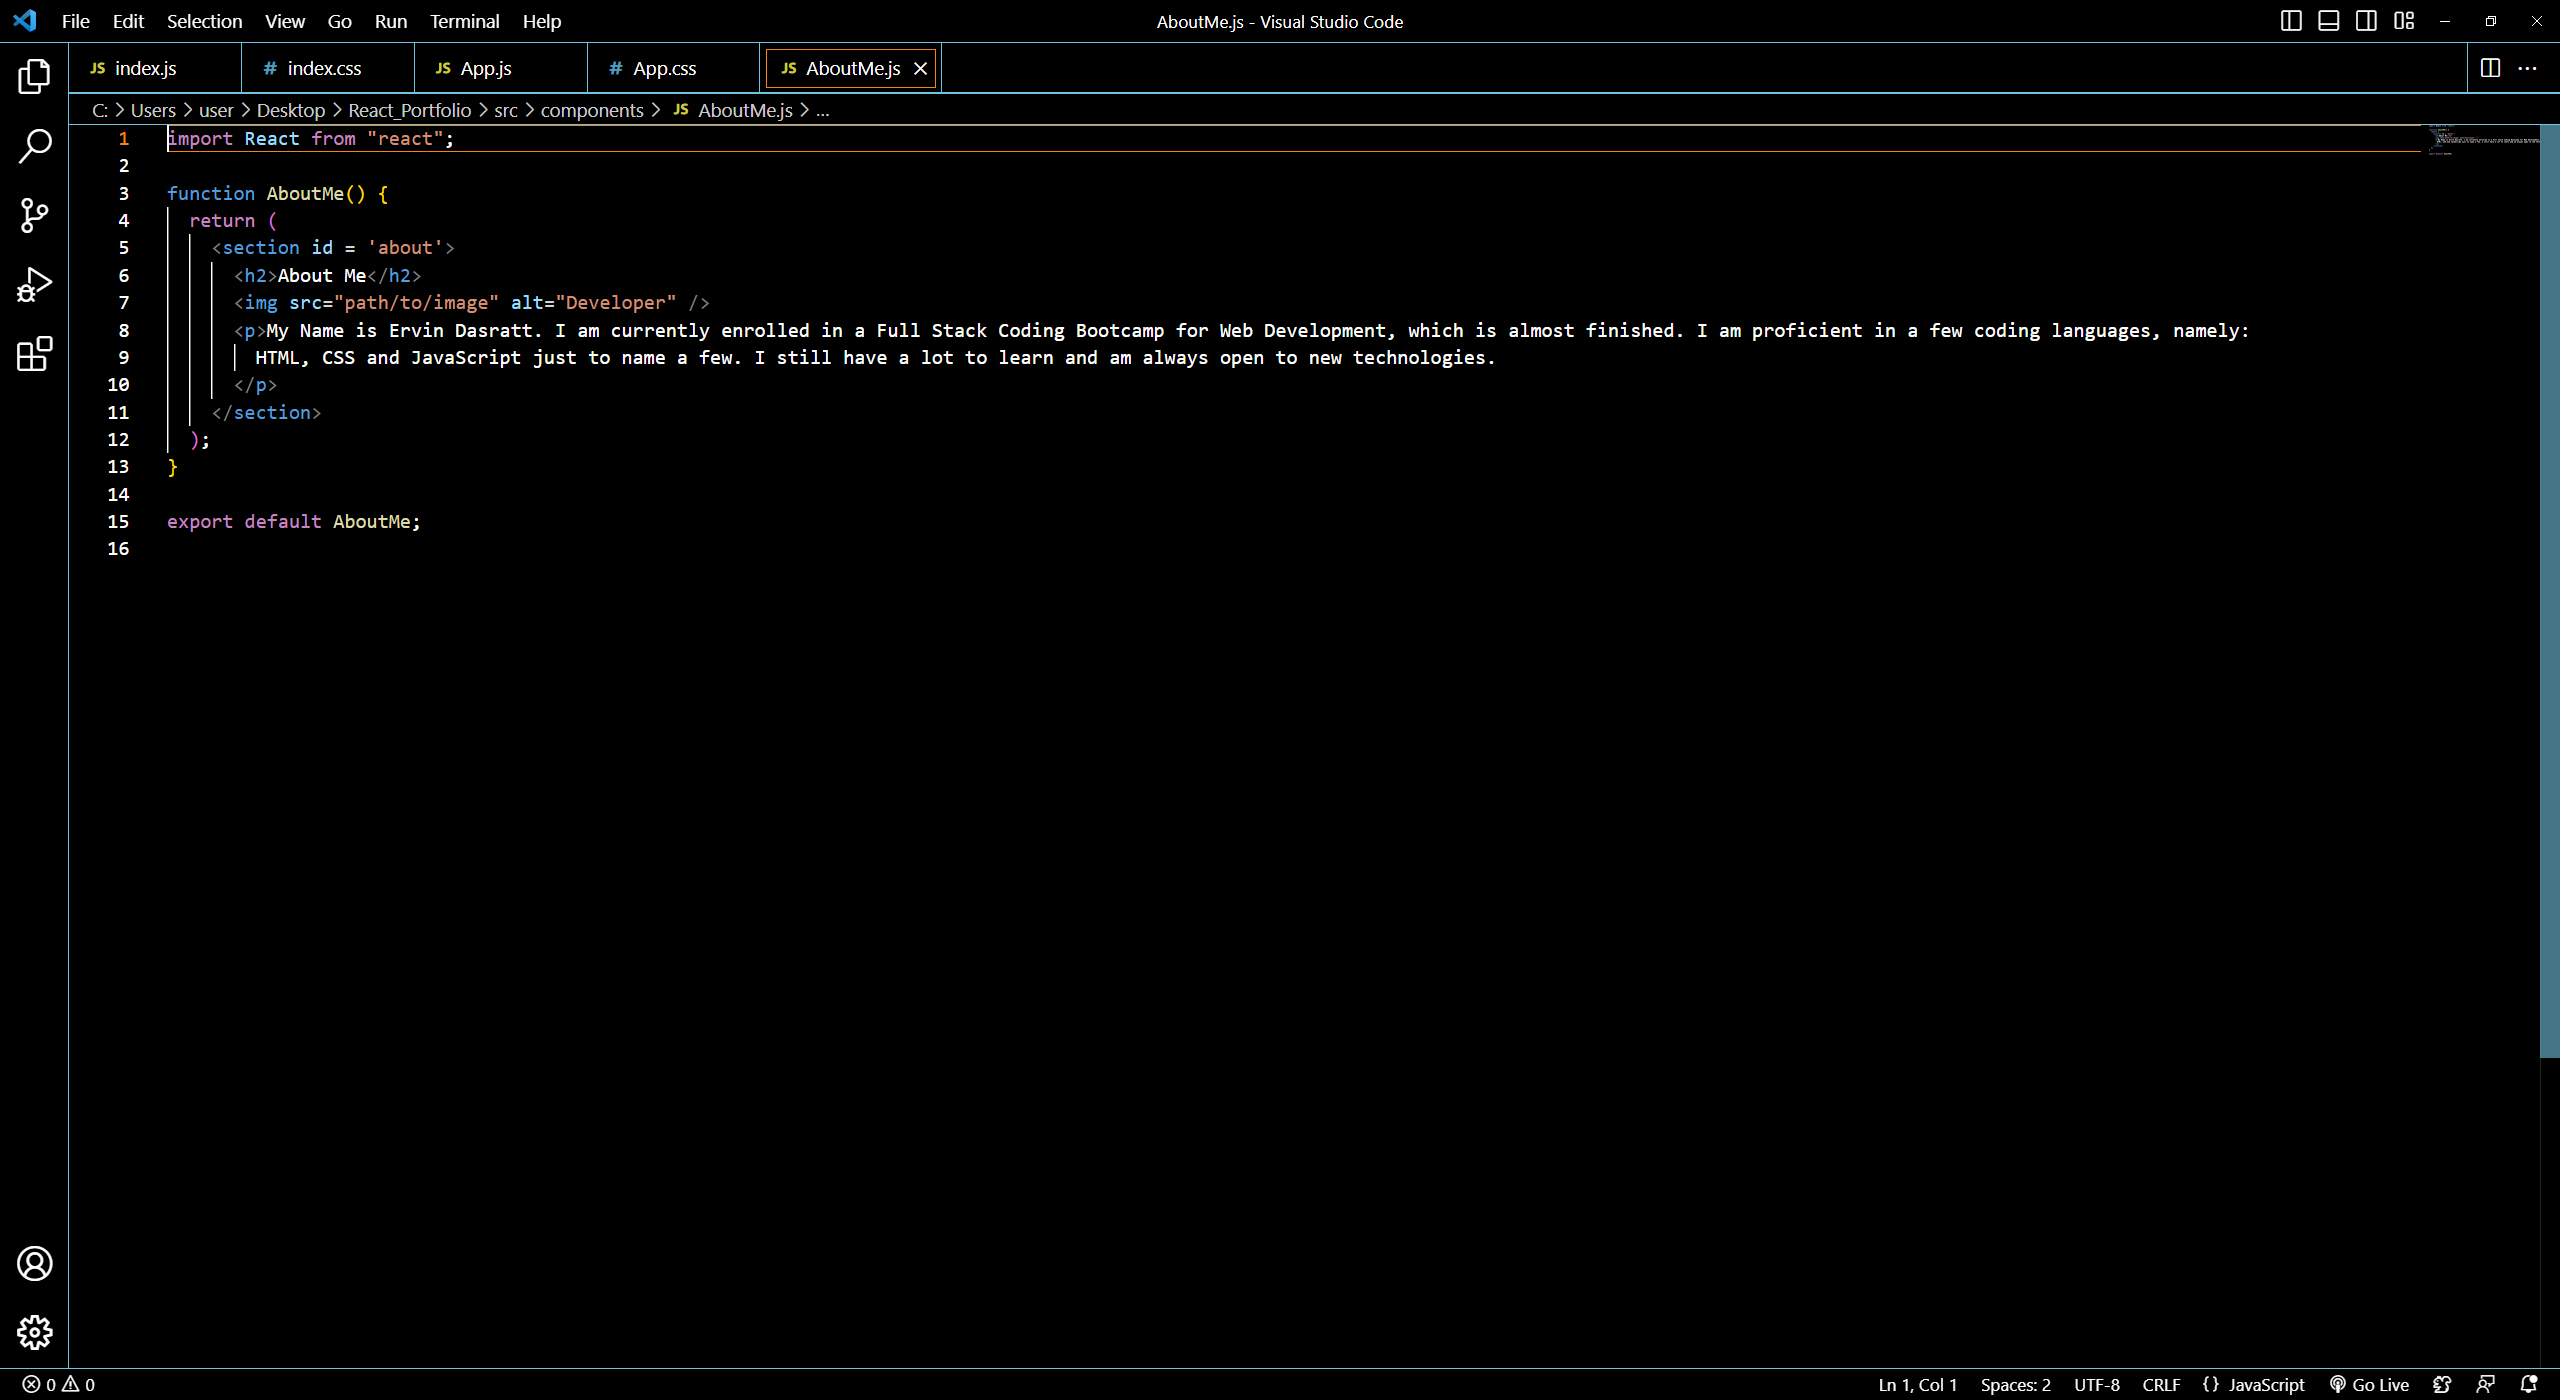 File Edit Selection View Go Run Terminal Help AboutMe.js - Visual Studio Code
JS index.js # index.css JS App.js # App.css JS AboutMe.js
C: > Users > user > Desktop > React_Portfolio > src > components > JS AboutMe.js > ...
1 import React from "react";
2
3 function AboutMe() {
4 return (
5 <section id = 'about'>
6 <h2>About Me</h2>
7 <img src="path/to/image" alt="Developer" />
8 <p>My Name is Ervin Dasratt. I am currently enrolled in a Full Stack Coding Bootcamp for Web Development, which is almost finished. I am proficient in a few coding languages, namely:
9 HTML, CSS and JavaScript just to name a few. I still have a lot to learn and am always open to new technologies.
10 </p>
11 </section>
12 );
13 }
14
15 export default AboutMe;
16
0 0 Ln 1, Col 1 Spaces: 2 UTF-8 CRLF {} JavaScript Go Live